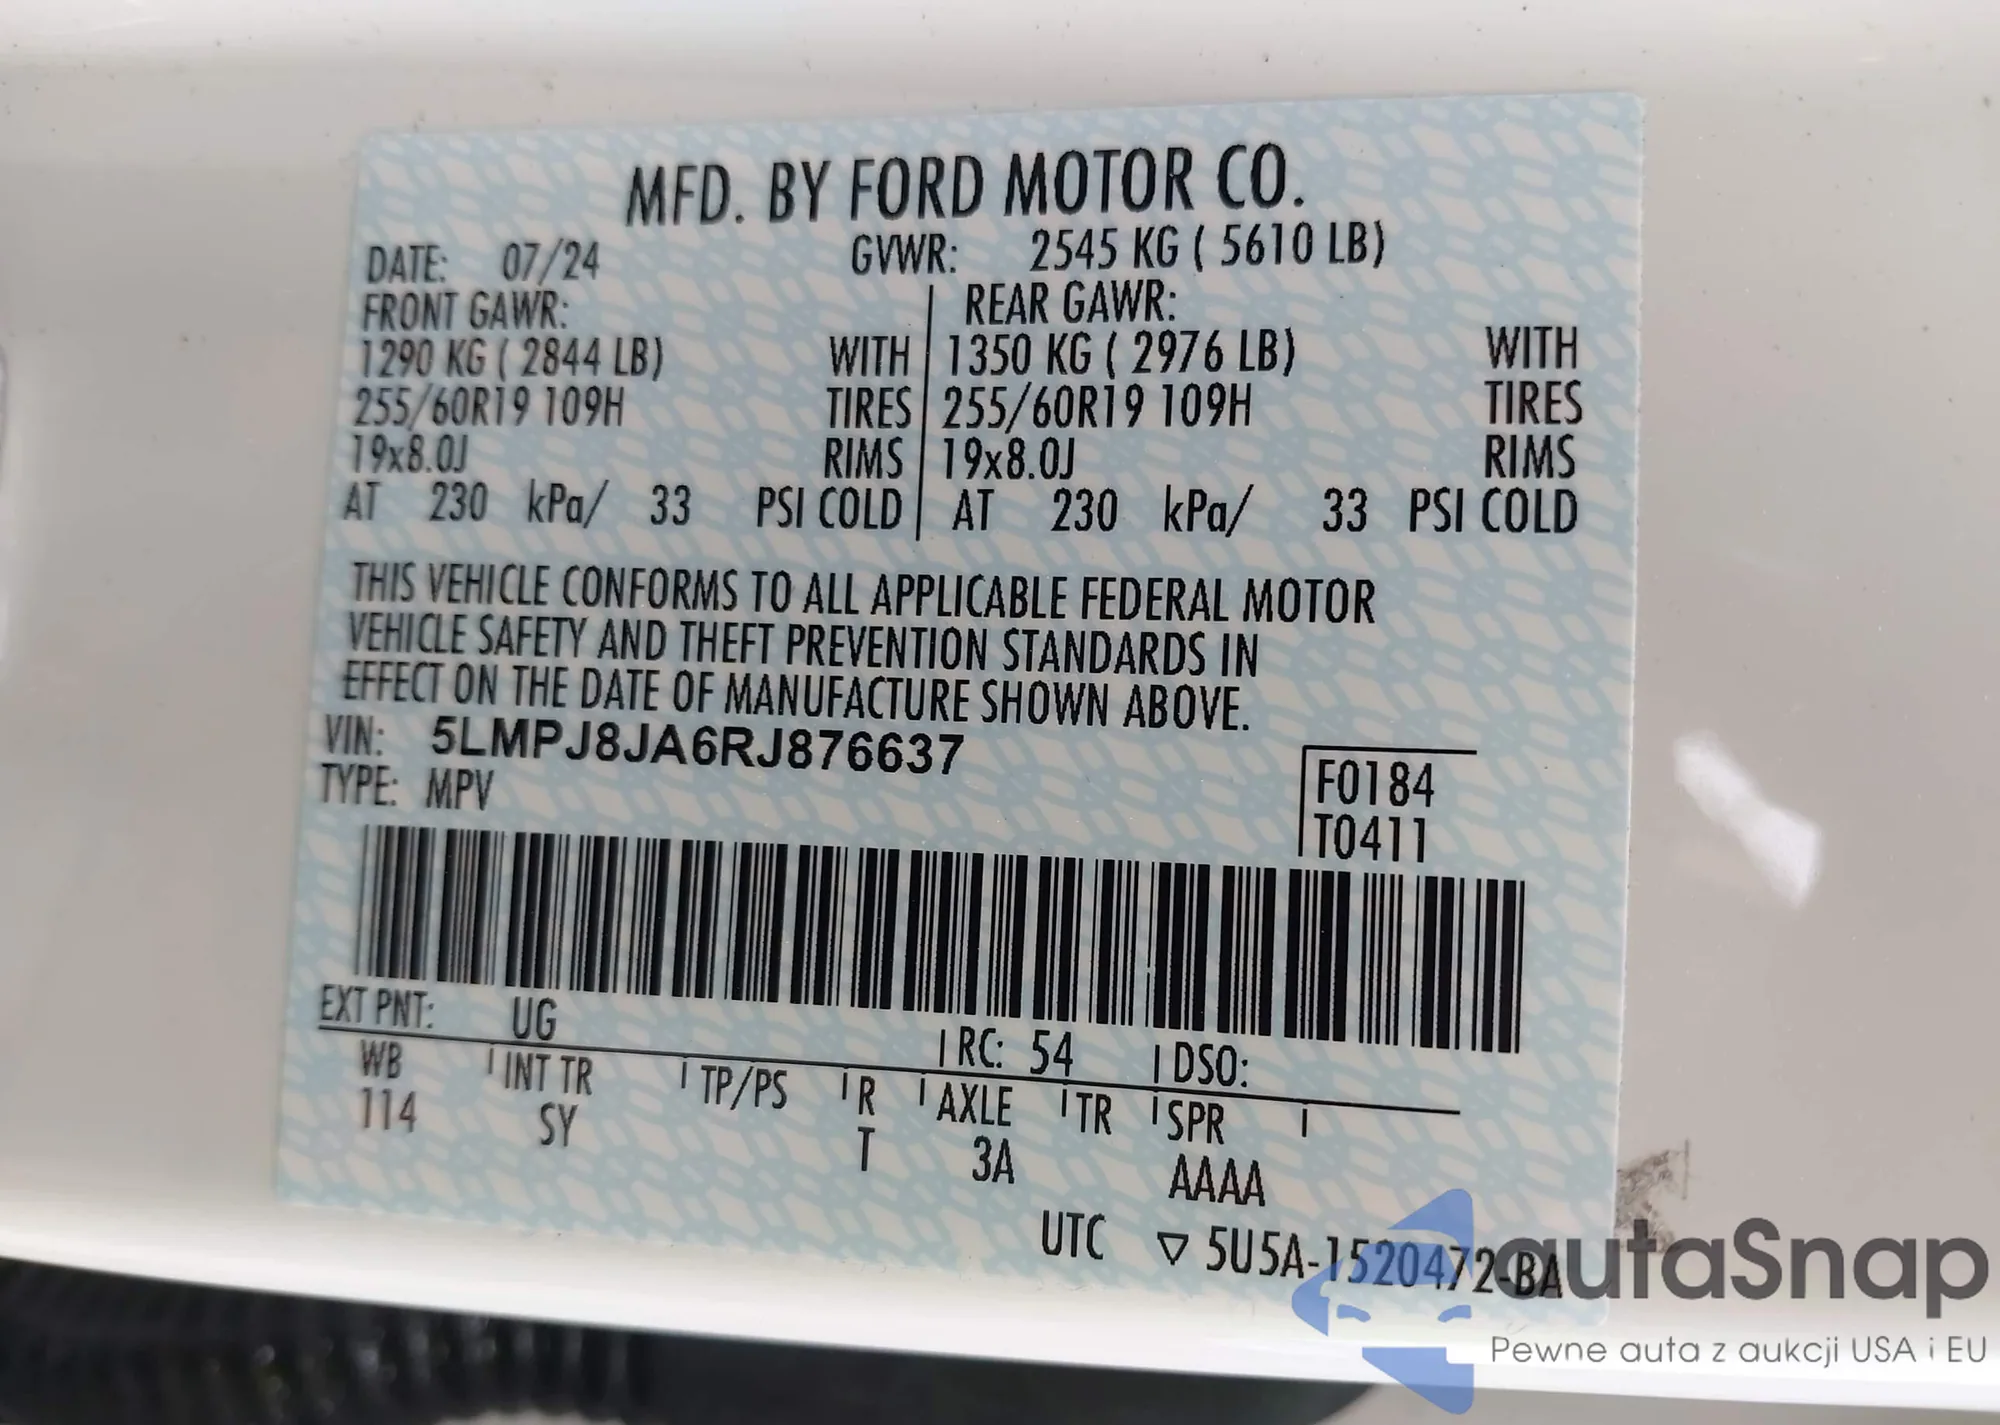 MFD. BY FORD MOTOR CO.
DATE: 07/24 GVWR: 2545 KG ( 5610 LB)
FRONT GAWR: REAR GAWR:
1290 KG ( 2844 LB) WITH 1350 KG ( 2976 LB) WITH
255/60R19 109H TIRES 255/60R19 109H TIRES
19x8.0J RIMS 19x8.0J RIMS
AT 230 kPa/ 33 PSI COLD AT 230 kPa/ 33 PSI COLD
THIS VEHICLE CONFORMS TO ALL APPLICABLE FEDERAL MOTOR
VEHICLE SAFETY AND THEFT PREVENTION STANDARDS IN
EFFECT ON THE DATE OF MANUFACTURE SHOWN ABOVE.
VIN: 5LMPJ8JA6RJ876637
TYPE: MPV
F0184
T0411
EXT PNT: UG RC: 54 DSO:
WB INT TR TP/PS R AXLE TR SPR
114 SY T 3A AAAA
UTC ▽ 5U5A-1520472-BA
autaSnap
Pewne auta z aukcji USA i EU